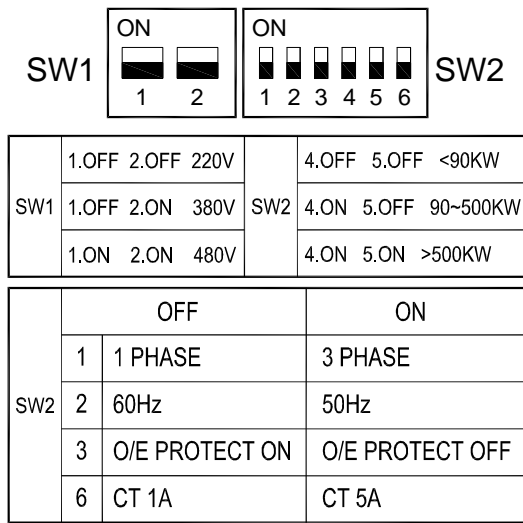 ON ON
SW1 SW2
1 2 1 2 3 4 5 6
1.OFF 2.OFF 220V 4.OFF 5.OFF <90KW
SW1 1.OFF 2.ON 380V SW2 4.ON 5.OFF 90~500KW
1.ON 2.ON 480V 4.ON 5.ON >500KW
OFF ON
1 1 PHASE 3 PHASE
SW2 2 60Hz 50Hz
3 O/E PROTECT ON O/E PROTECT OFF
6 CT 1A CT 5A